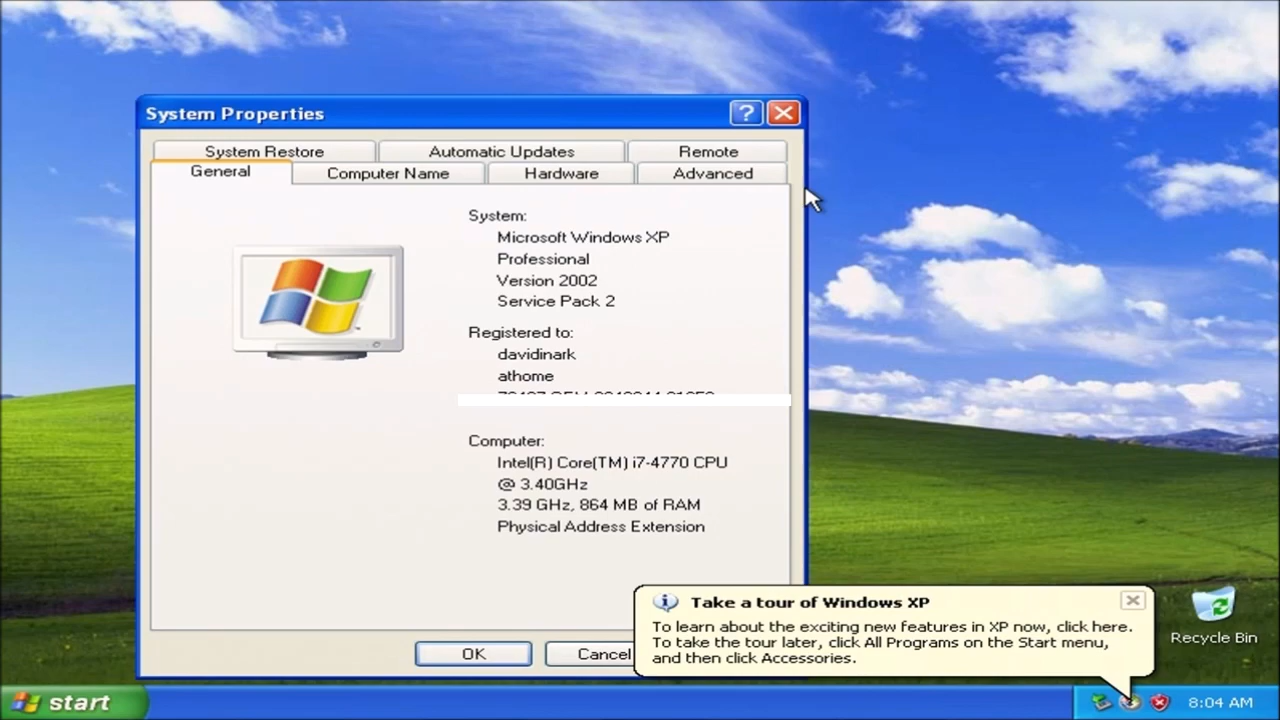 System Properties
System Restore
Automatic Updates
Remote
General
Computer Name
Hardware
Advanced
System:
Microsoft Windows XP
Professional
Version 2002
Service Pack 2
Registered to:
davidinark
athome
Computer:
Intel(R) Core(TM) i7-4770 CPU
@ 3.40GHz
3.39 GHz, 864 MB of RAM
Physical Address Extension
OK
Cancel
Take a tour of Windows XP
To learn about the exciting new features in XP now, click here.
To take the tour later, click All Programs on the Start menu,
and then click Accessories.
Recycle Bin
start
8:04 AM